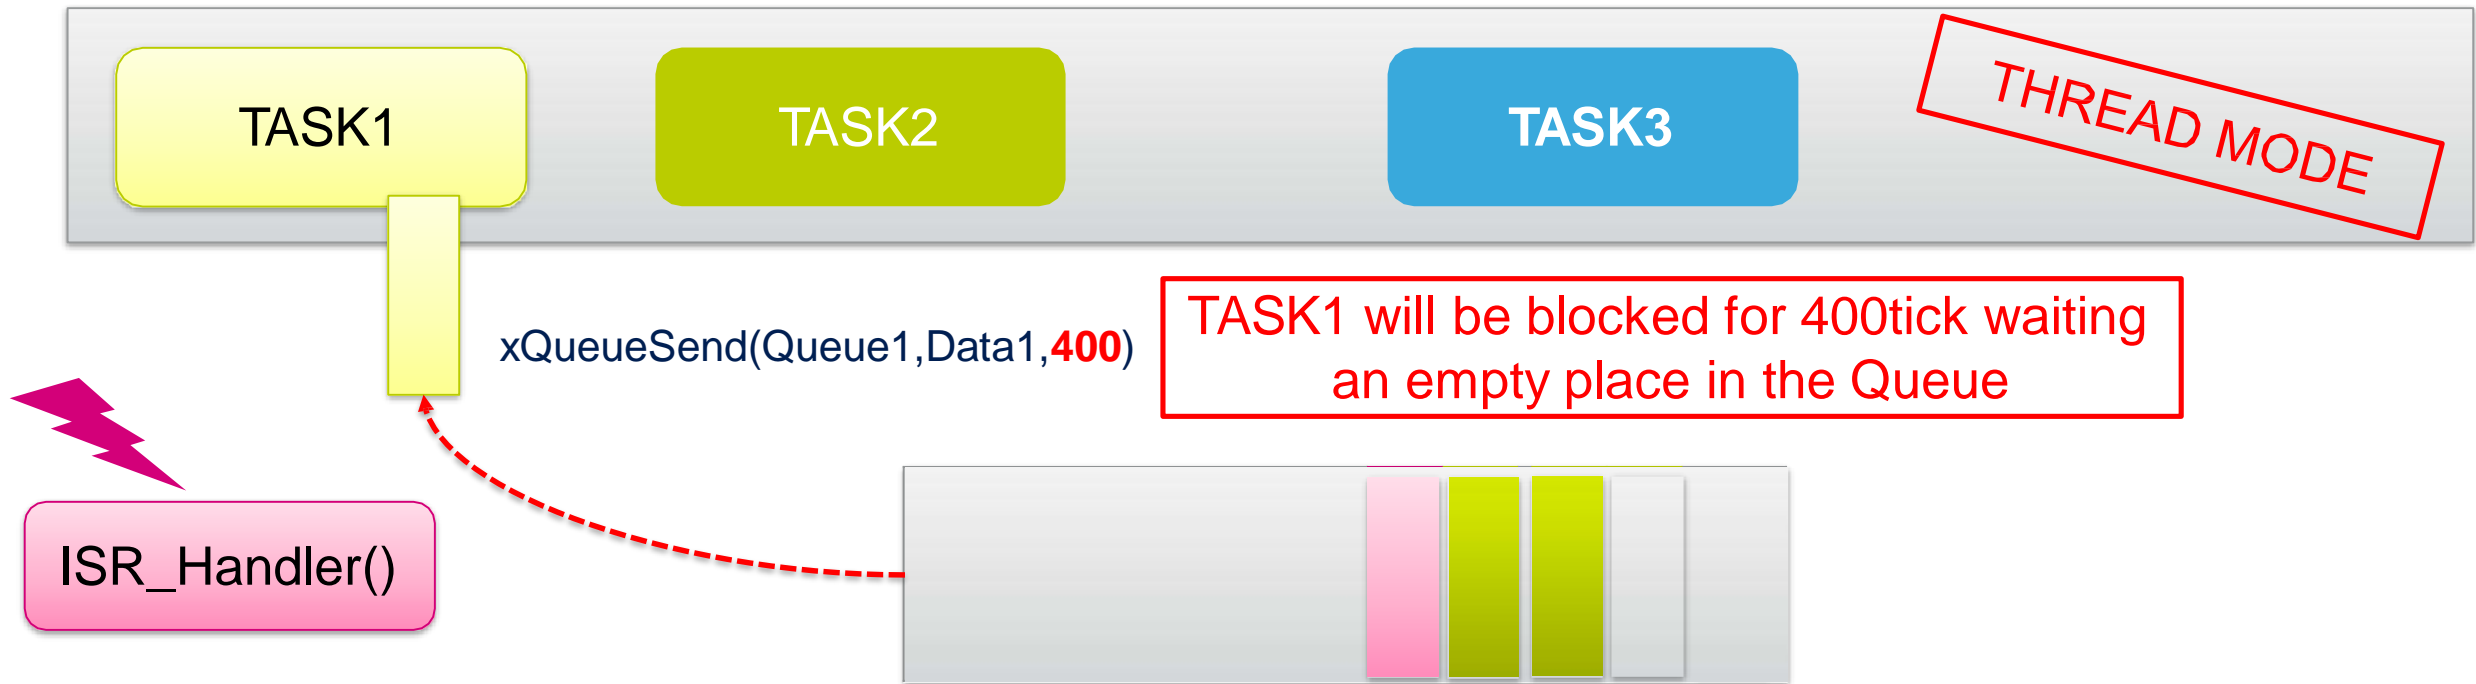 TASK1
TASK2
TASK3
THREAD MODE
xQueueSend(Queue1,Data1,400)
TASK1 will be blocked for 400tick waiting
an empty place in the Queue
ISR_Handler()